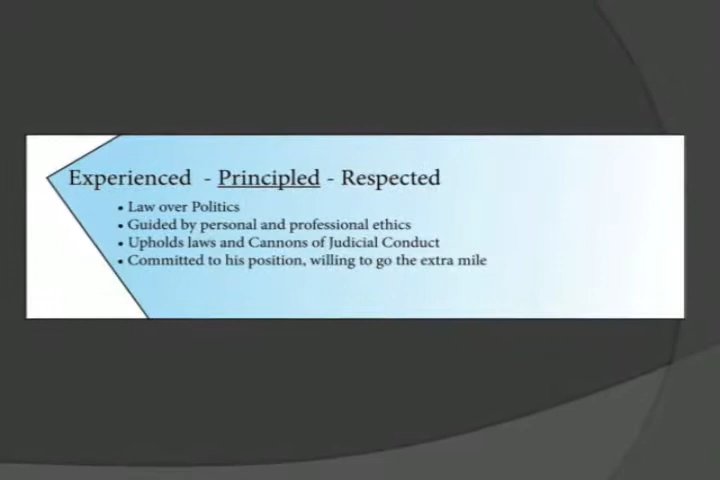 Experienced - Principled - Respected
• Law over Politics
• Guided by personal and professional ethics
• Upholds laws and Cannons of Judicial Conduct
• Committed to his position, willing to go the extra mile